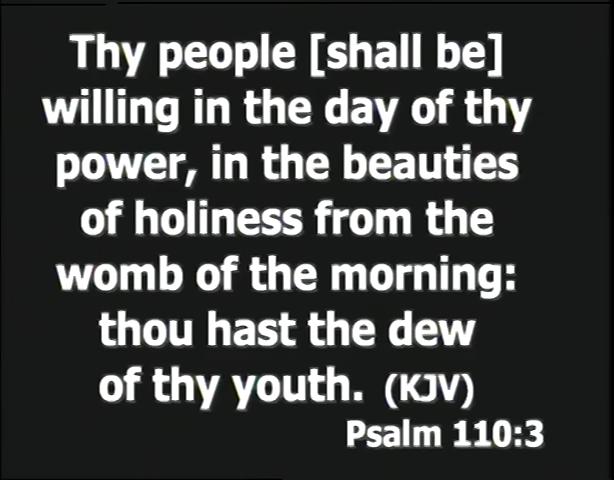 Thy people [shall be]
willing in the day of thy
power, in the beauties
of holiness from the
womb of the morning:
thou hast the dew
of thy youth. (KJV)
Psalm 110:3